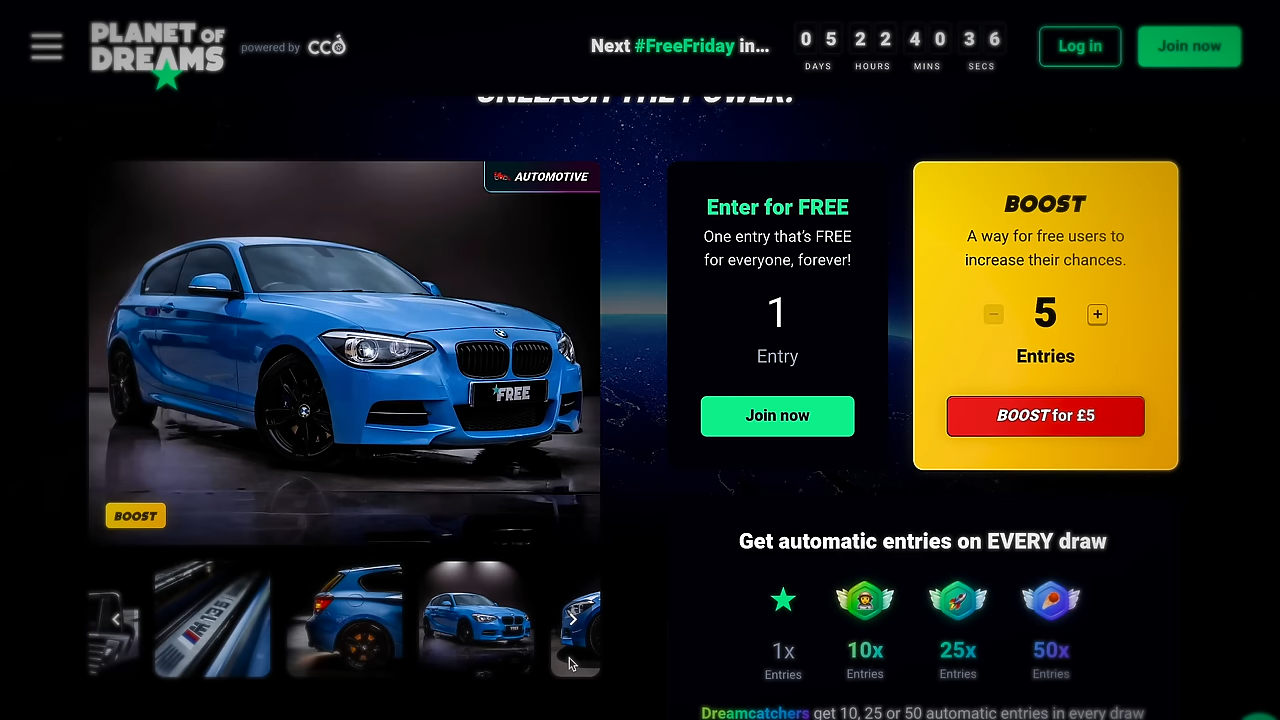 PLANET OF
DREAMS
powered by CCO
Next #FreeFriday in...
0 5 2 2 4 0 3 6
DAYS HOURS MINS SECS
Log in
Join now
UNLEASH THE POWER!
AUTOMOTIVE
FREE
BOOST
Enter for FREE
One entry that's FREE
for everyone, forever!
1
Entry
Join now
BOOST
A way for free users to
increase their chances.
− 5 +
Entries
BOOST for £5
Get automatic entries on EVERY draw
1x 10x 25x 50x
Entries Entries Entries Entries
Dreamcatchers get 10, 25 or 50 automatic entries in every draw